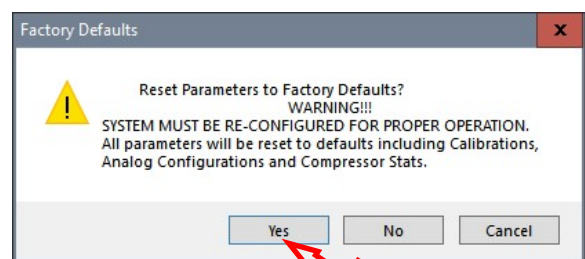 Factory Defaults
x
Reset Parameters to Factory Defaults?
WARNING!!!
SYSTEM MUST BE RE-CONFIGURED FOR PROPER OPERATION.
All parameters will be reset to defaults including Calibrations,
Analog Configurations and Compressor Stats.
Yes No Cancel